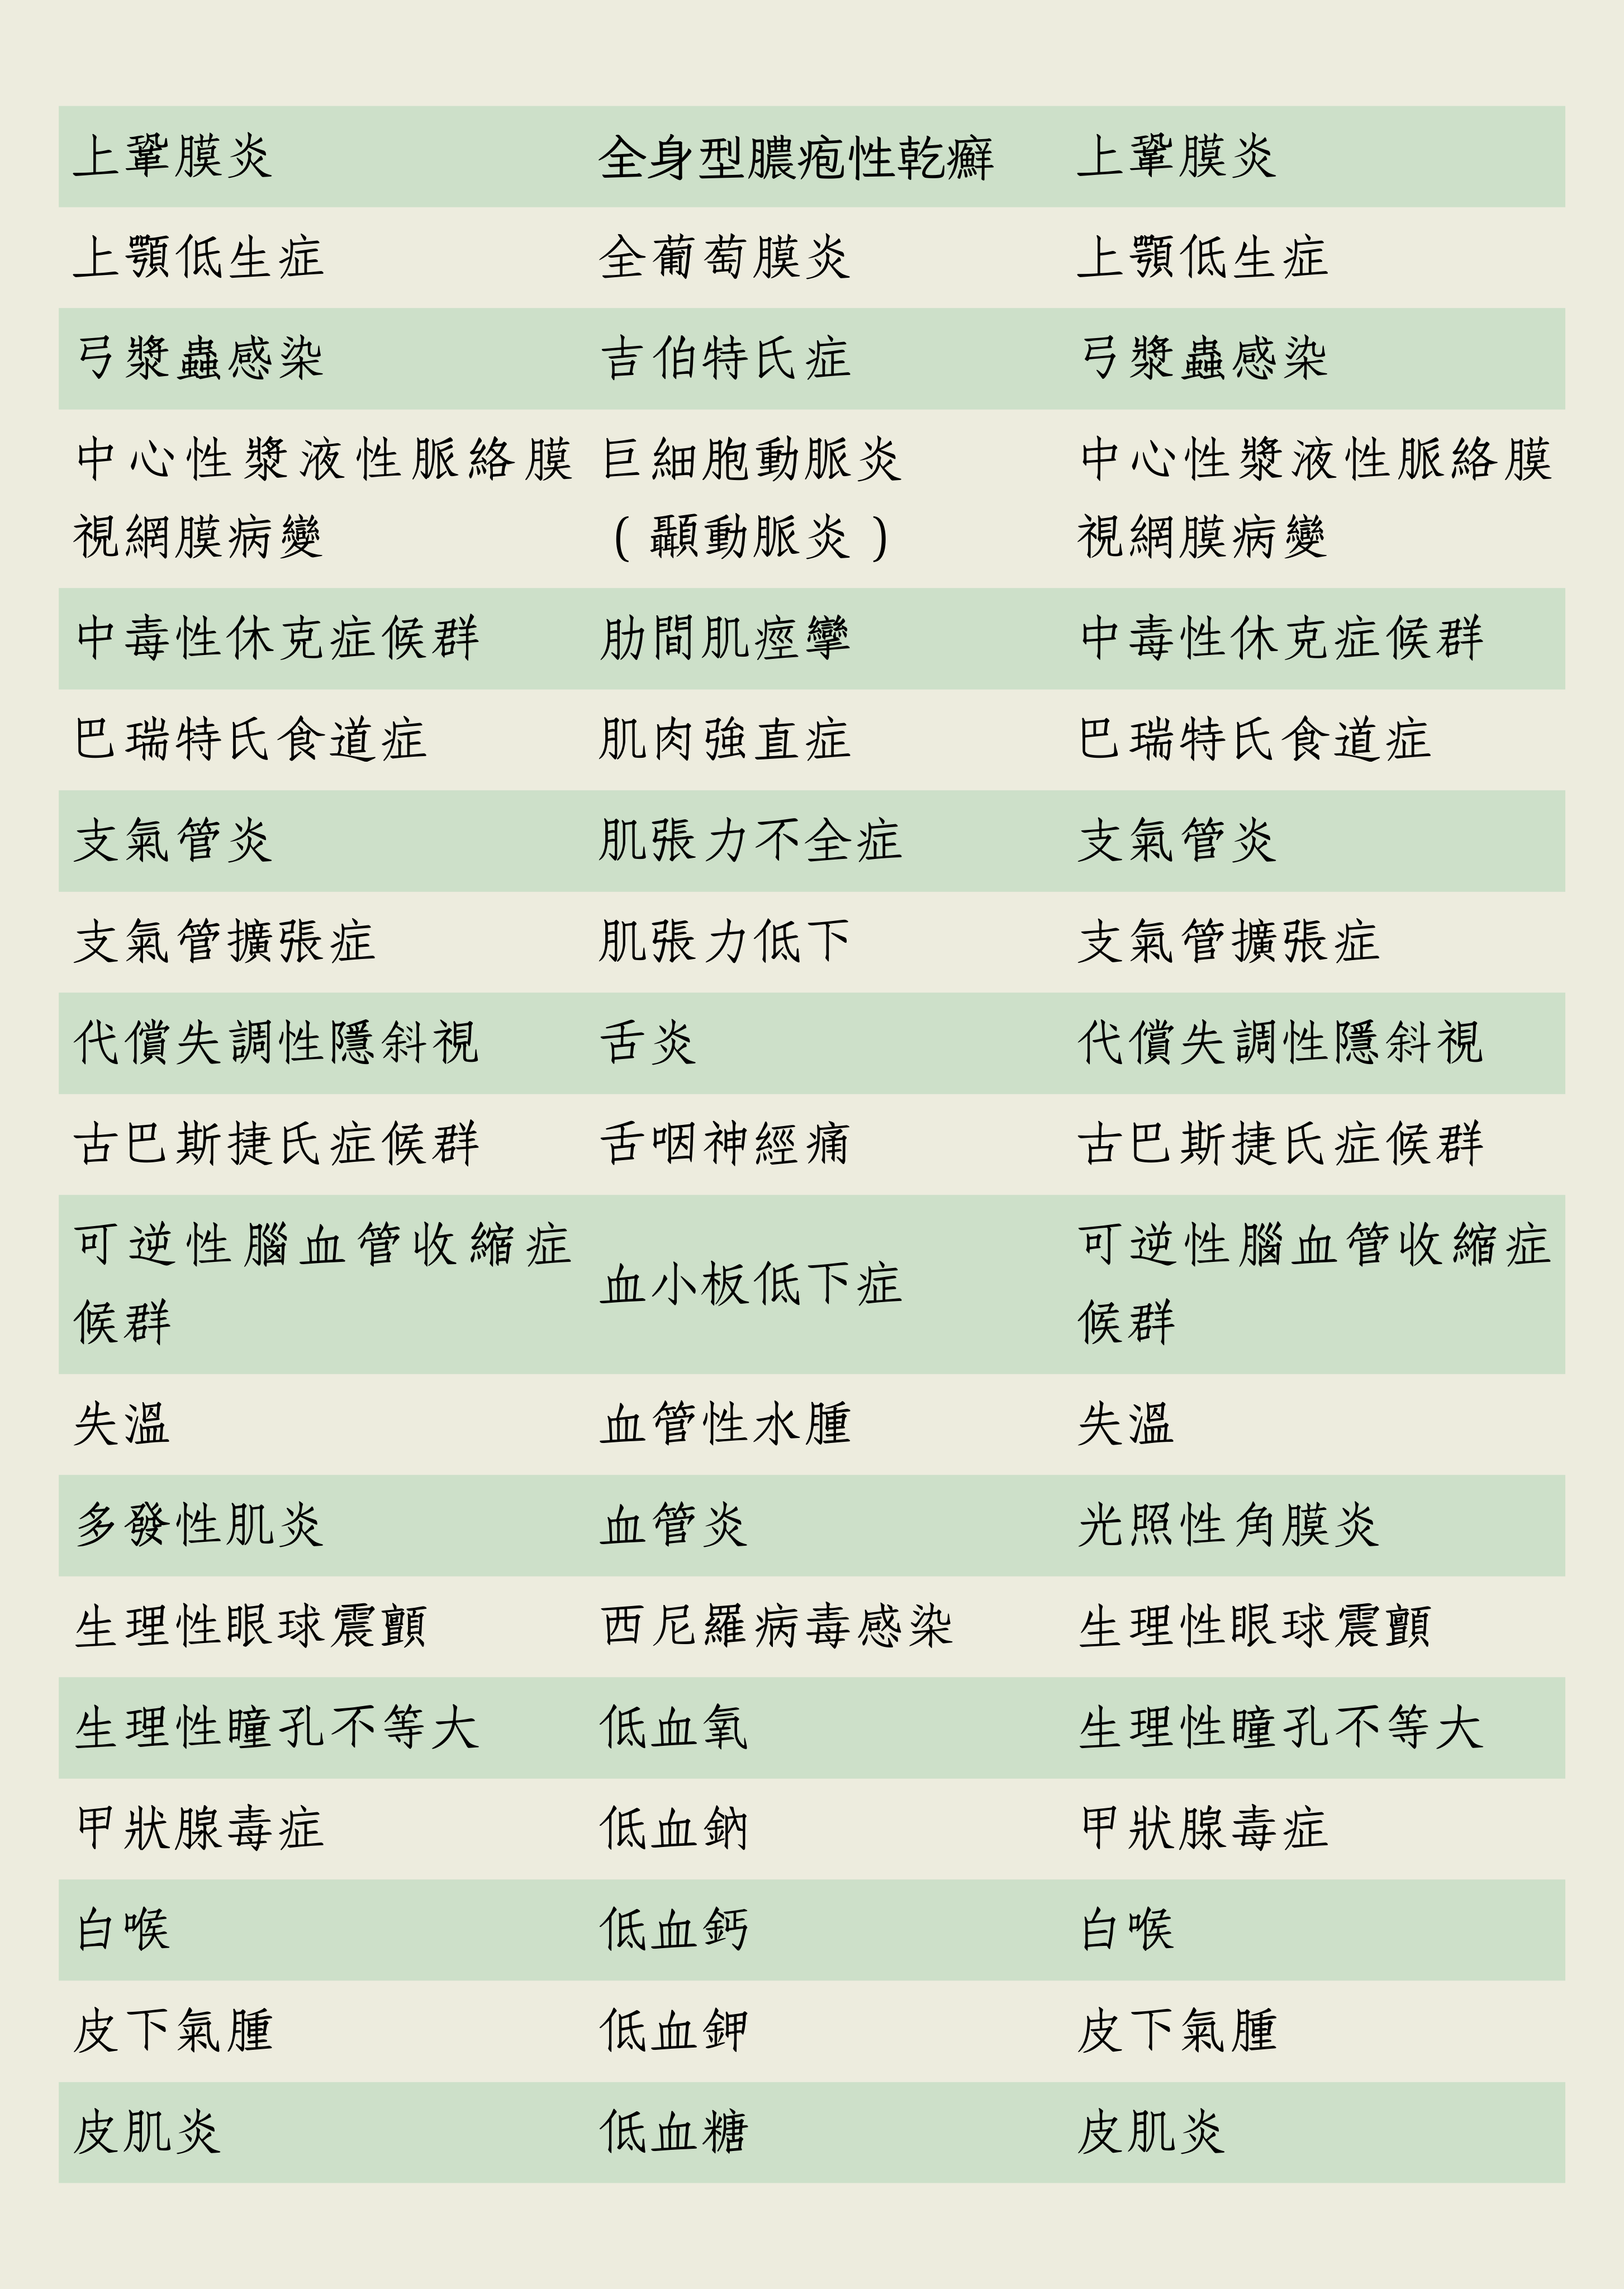 上鞏膜炎 全身型膿疱性乾癬 上鞏膜炎
上顎低生症 全葡萄膜炎 上顎低生症
弓漿蟲感染 吉伯特氏症 弓漿蟲感染
中心性漿液性脈絡膜 巨細胞動脈炎 中心性漿液性脈絡膜
視網膜病變 (顳動脈炎) 視網膜病變
中毒性休克症候群 肋間肌痙攣 中毒性休克症候群
巴瑞特氏食道症 肌肉強直症 巴瑞特氏食道症
支氣管炎 肌張力不全症 支氣管炎
支氣管擴張症 肌張力低下 支氣管擴張症
代償失調性隱斜視 舌炎 代償失調性隱斜視
古巴斯捷氏症候群 舌咽神經痛 古巴斯捷氏症候群
可逆性腦血管收縮症 可逆性腦血管收縮症
血小板低下症
候群 候群
失溫 血管性水腫 失溫
多發性肌炎 血管炎 光照性角膜炎
生理性眼球震顫 西尼羅病毒感染 生理性眼球震顫
生理性瞳孔不等大 低血氧 生理性瞳孔不等大
甲狀腺毒症 低血鈉 甲狀腺毒症
白喉 低血鈣 白喉
皮下氣腫 低血鉀 皮下氣腫
皮肌炎 低血糖 皮肌炎